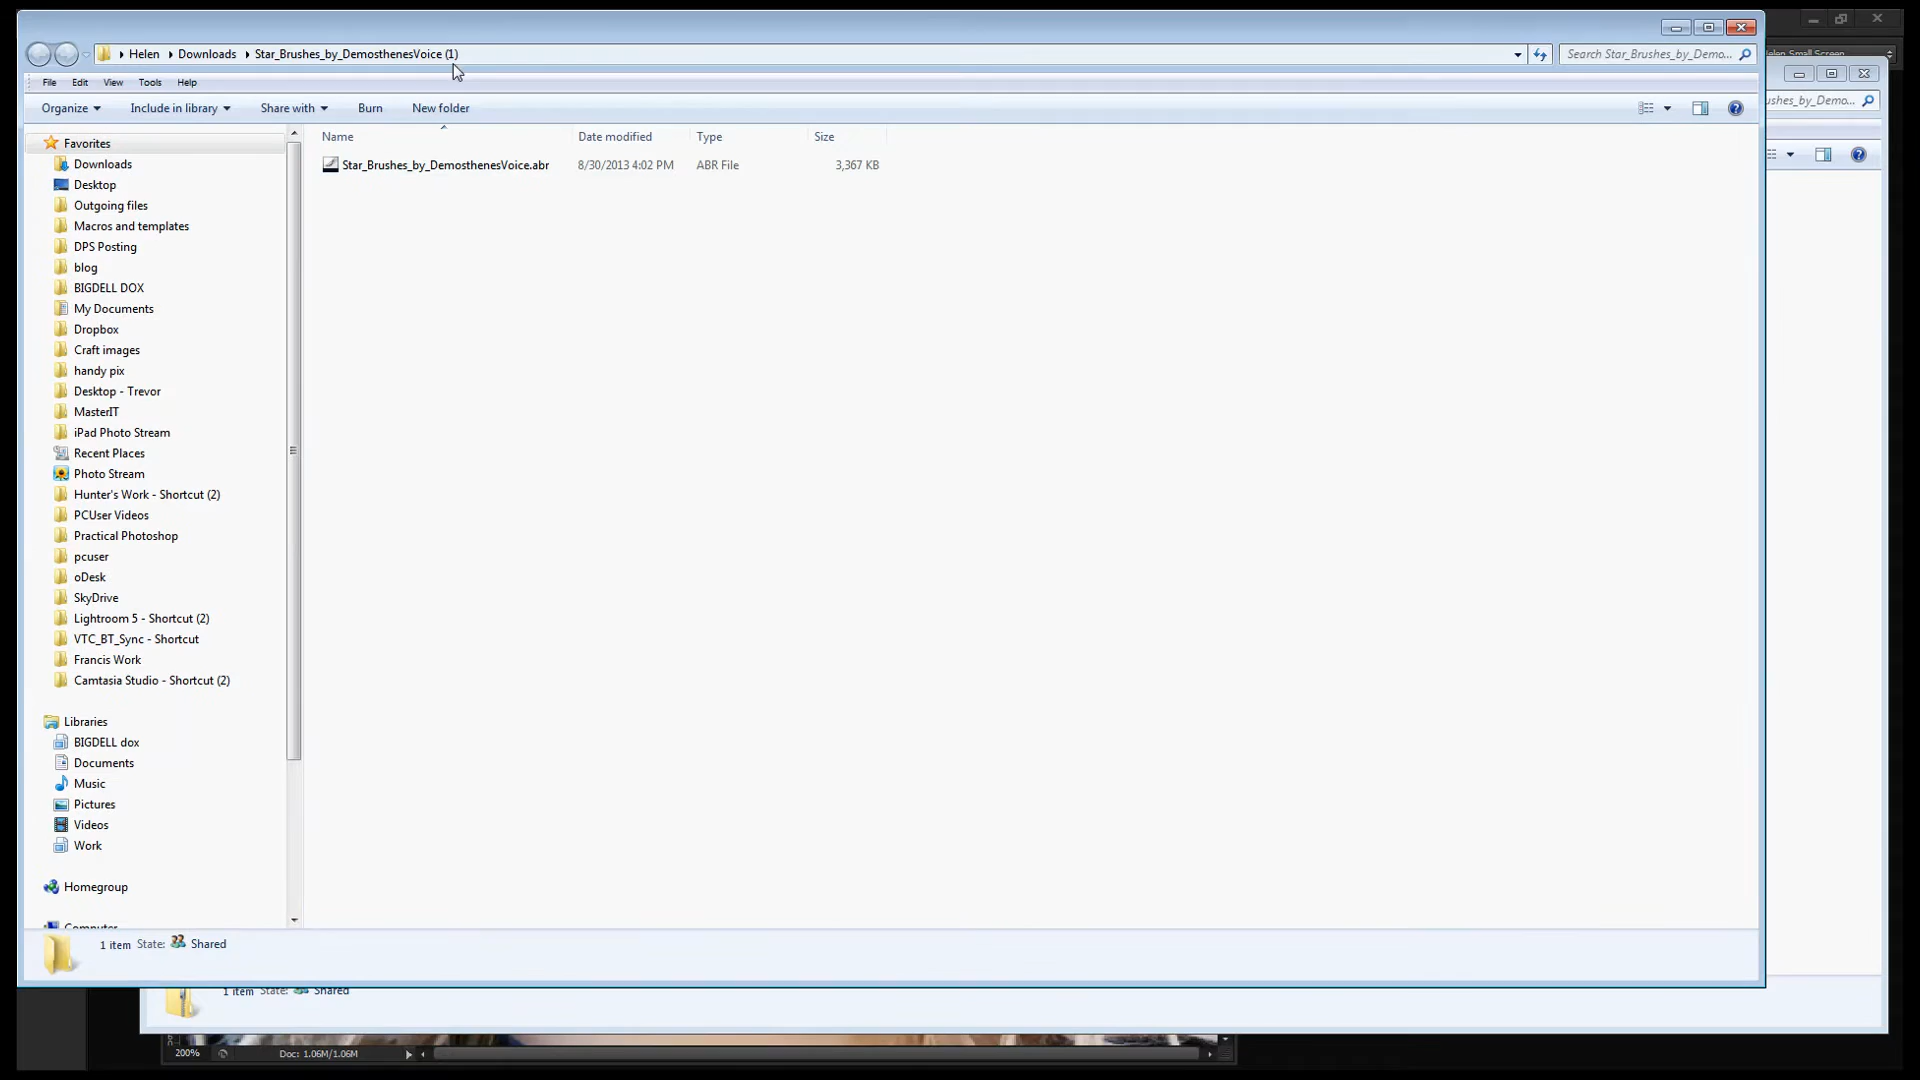 Helen Downloads Star_Brushes_by_DemosthenesVoice (1)
Search Star_Brushes_by_Demo...
File Edit View Tools Help
Organize Include in library Share with Burn New folder
Name Date modified Type Size
Star_Brushes_by_DemosthenesVoice.abr 8/30/2013 4:02 PM ABR File 3,367 KB
Favorites
Downloads
Desktop
Outgoing files
Macros and templates
DPS Posting
blog
BIGDELL DOX
My Documents
Dropbox
Craft images
handy pix
Desktop - Trevor
MasterIT
iPad Photo Stream
Recent Places
Photo Stream
Hunter's Work - Shortcut (2)
PCUser Videos
Practical Photoshop
pcuser
oDesk
SkyDrive
Lightroom 5 - Shortcut (2)
VTC_BT_Sync - Shortcut
Francis Work
Camtasia Studio - Shortcut (2)
Libraries
BIGDELL dox
Documents
Music
Pictures
Videos
Work
Homegroup
Computer
1 item State: Shared
1 item State: Shared
200% Doc: 1.06M/1.06M
Small Screen
ushes_by_Demo...